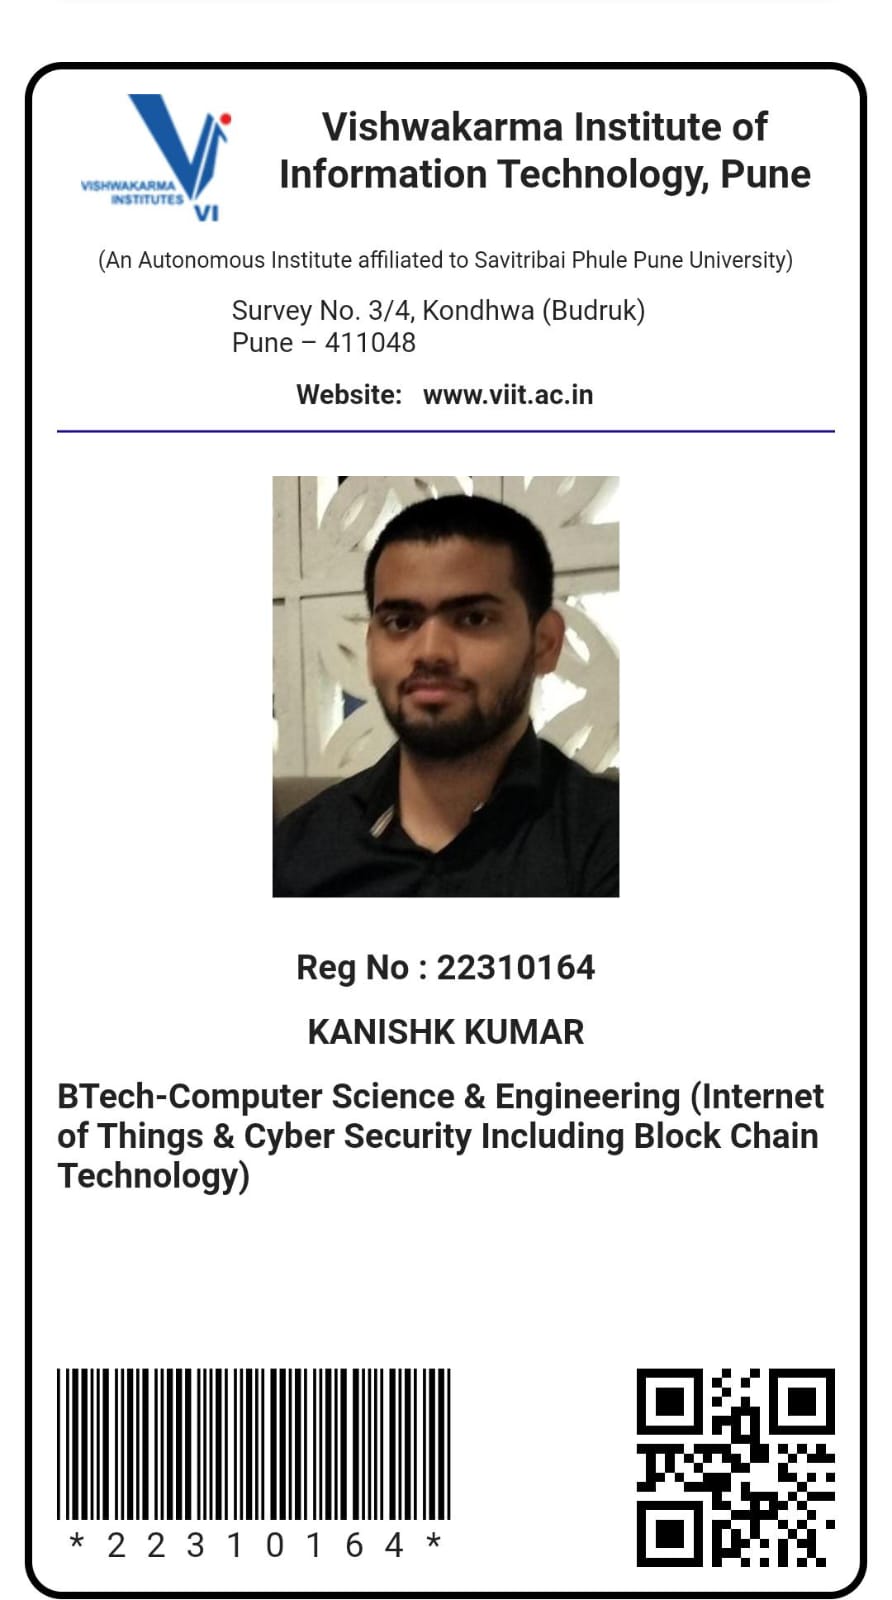 VISHWAKARMA
INSTITUTES
VI
Vishwakarma Institute of
Information Technology, Pune
(An Autonomous Institute affiliated to Savitribai Phule Pune University)
Survey No. 3/4, Kondhwa (Budruk)
Pune – 411048
Website: www.viit.ac.in
Reg No : 22310164
KANISHK KUMAR
BTech-Computer Science & Engineering (Internet
of Things & Cyber Security Including Block Chain
Technology)
* 2 2 3 1 0 1 6 4 *